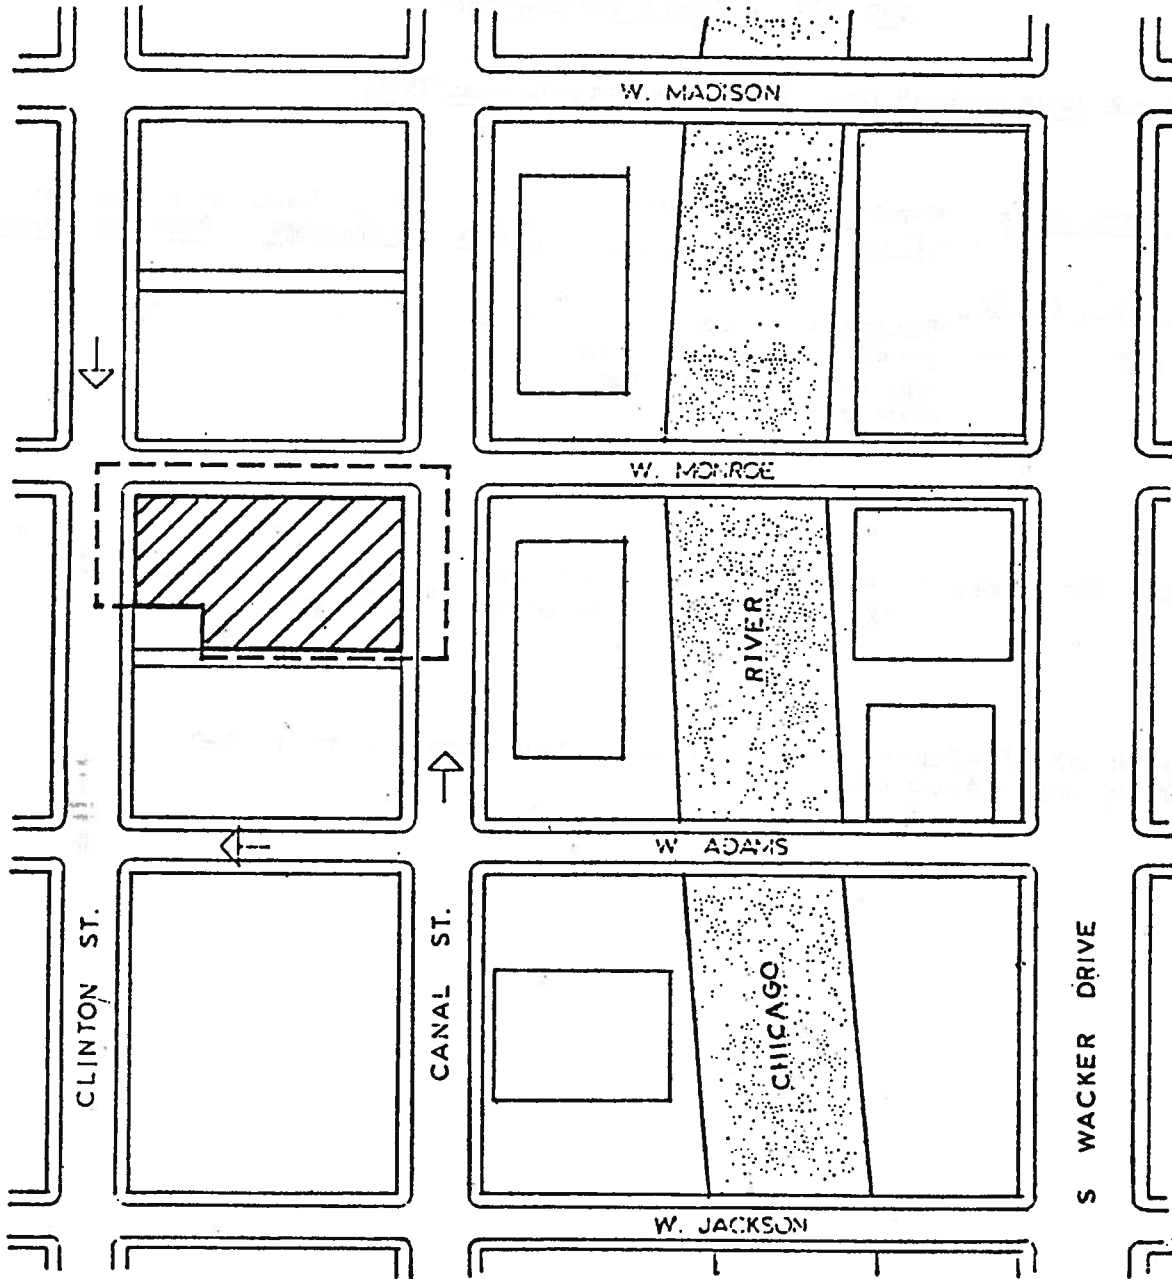 W. MADISON
W. MONROE
RIVER
W. ADAMS
CLINTON ST.
CANAL ST.
CHICAGO
S WACKER DRIVE
W. JACKSON